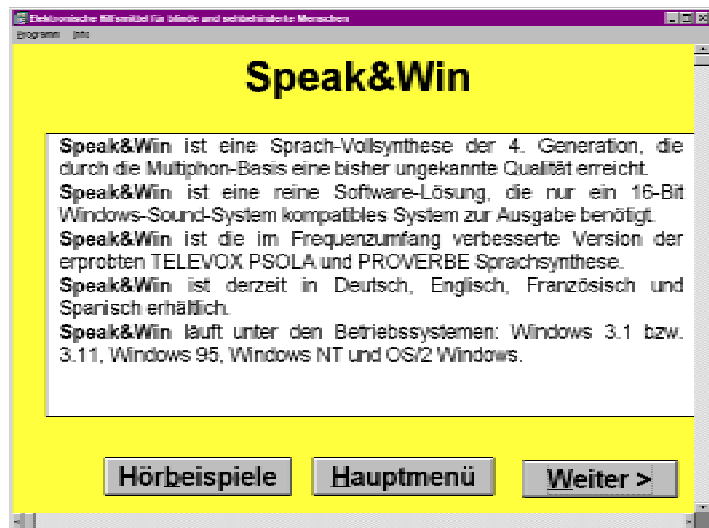 Elektronische Hilfsmittel für blinde und sehbehinderte Menschen
Programm Info
Speak&Win
Speak&Win ist eine Sprach-Vollsynthese der 4. Generation, die
durch die Multiphon-Basis eine bisher ungekannte Qualität erreicht.
Speak&Win ist eine reine Software-Lösung, die nur ein 16-Bit
Windows-Sound-System kompatibles System zur Ausgabe benötigt.
Speak&Win ist die im Frequenzumfang verbesserte Version der
erprobten TELEVOX PSOLA und PROVERBE Sprachsynthese.
Speak&Win ist derzeit in Deutsch, Englisch, Französisch und
Spanisch erhältlich.
Speak&Win läuft unter den Betriebssystemen: Windows 3.1 bzw.
3.11, Windows 95, Windows NT und OS/2 Windows.
Hörbeispiele Hauptmenü Weiter >